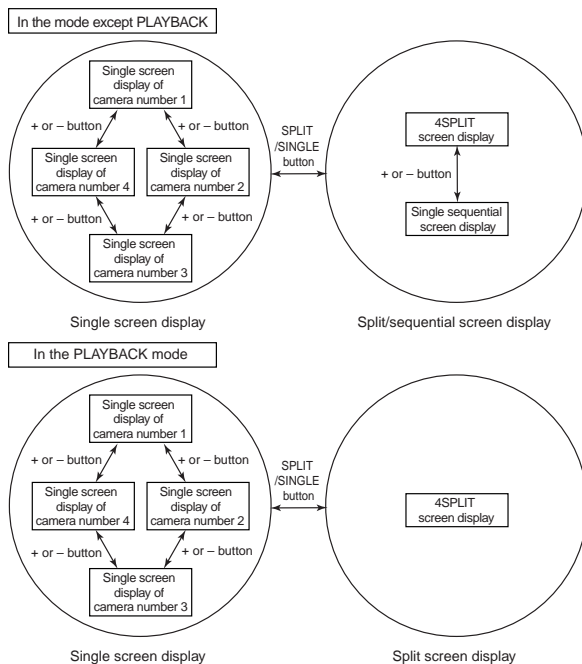 In the mode except PLAYBACK
Single screen
display of
camera number 1
+ or – button
+ or – button
Single screen
display of
camera number 4
Single screen
display of
camera number 2
+ or – button
+ or – button
Single screen
display of
camera number 3
Single screen display
SPLIT
/SINGLE
button
4SPLIT
screen display
+ or – button
Single sequential
screen display
Split/sequential screen display
In the PLAYBACK mode
Single screen
display of
camera number 1
+ or – button
+ or – button
Single screen
display of
camera number 4
Single screen
display of
camera number 2
+ or – button
+ or – button
Single screen
display of
camera number 3
Single screen display
SPLIT
/SINGLE
button
4SPLIT
screen display
Split screen display